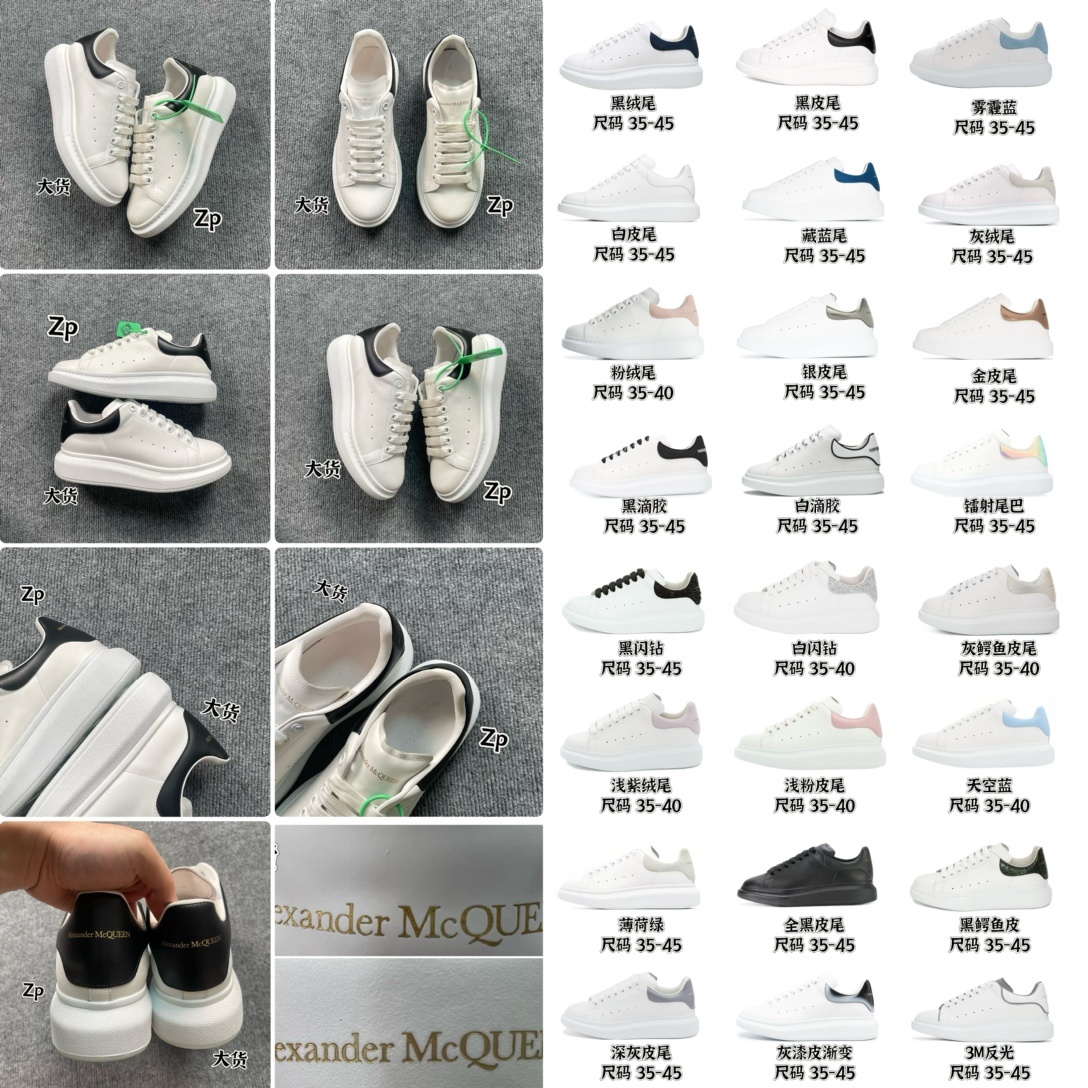 大货
Zp
大货
Alexander McQUEEN
Zp
Zp
大货
大货
Zp
Zp
大货
大货
Alexander McQUEEN
Zp
Alexander McQUEEN
Alexander McQUEEN
Zp
大货
exander McQUE
exander McQUEEN
黑绒尾
尺码 35-45
黑皮尾
尺码 35-45
雾霾蓝
尺码 35-45
白皮尾
尺码 35-45
藏蓝尾
尺码 35-45
灰绒尾
尺码 35-45
粉绒尾
尺码 35-40
银皮尾
尺码 35-45
金皮尾
尺码 35-45
黑滴胶
尺码 35-45
白滴胶
尺码 35-45
镭射尾巴
尺码 35-45
黑闪钻
尺码 35-45
白闪钻
尺码 35-40
灰鳄鱼皮尾
尺码 35-40
浅紫绒尾
尺码 35-40
浅粉皮尾
尺码 35-40
天空蓝
尺码 35-40
薄荷绿
尺码 35-45
全黑皮尾
尺码 35-45
黑鳄鱼皮
尺码 35-45
深灰皮尾
尺码 35-45
灰漆皮渐变
尺码 35-45
3M反光
尺码 35-45